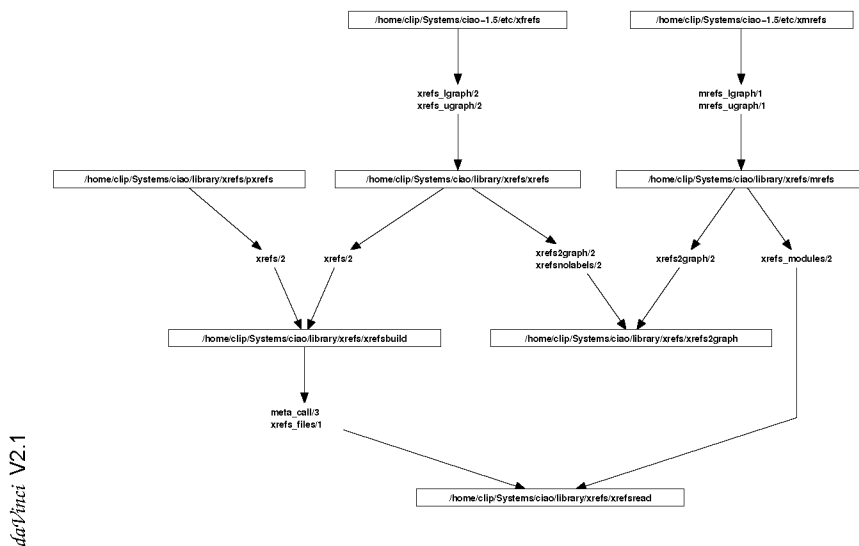 /home/clip/Systems/ciao-1.5/etc/xfrefs
/home/clip/Systems/ciao-1.5/etc/xmrefs
xrefs_lgraph/2
xrefs_ugraph/2
mrefs_lgraph/1
mrefs_ugraph/1
/home/clip/Systems/ciao/library/xrefs/pxrefs
/home/clip/Systems/ciao/library/xrefs/xrefs
/home/clip/Systems/ciao/library/xrefs/mrefs
xrefs/2
xrefs/2
xrefs2graph/2
xrefsnolabels/2
xrefs2graph/2
xrefs_modules/2
/home/clip/Systems/ciao/library/xrefs/xrefsbuild
/home/clip/Systems/ciao/library/xrefs/xrefs2graph
meta_call/3
xrefs_files/1
/home/clip/Systems/ciao/library/xrefs/xrefsread
daVinci V2.1